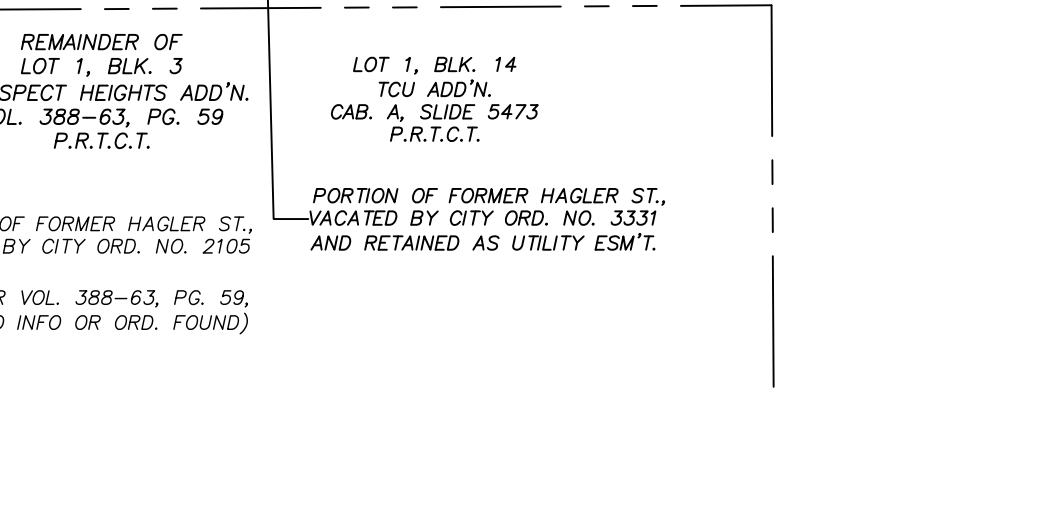 REMAINDER OF
LOT 1, BLK. 3
SPECT HEIGHTS ADD'N.
OL. 388–63, PG. 59
P.R.T.C.T.
LOT 1, BLK. 14
TCU ADD'N.
CAB. A, SLIDE 5473
P.R.T.C.T.
PORTION OF FORMER HAGLER ST.,
VACATED BY CITY ORD. NO. 3331
AND RETAINED AS UTILITY ESM'T.
OF FORMER HAGLER ST.,
BY CITY ORD. NO. 2105
R VOL. 388–63, PG. 59,
O INFO OR ORD. FOUND)